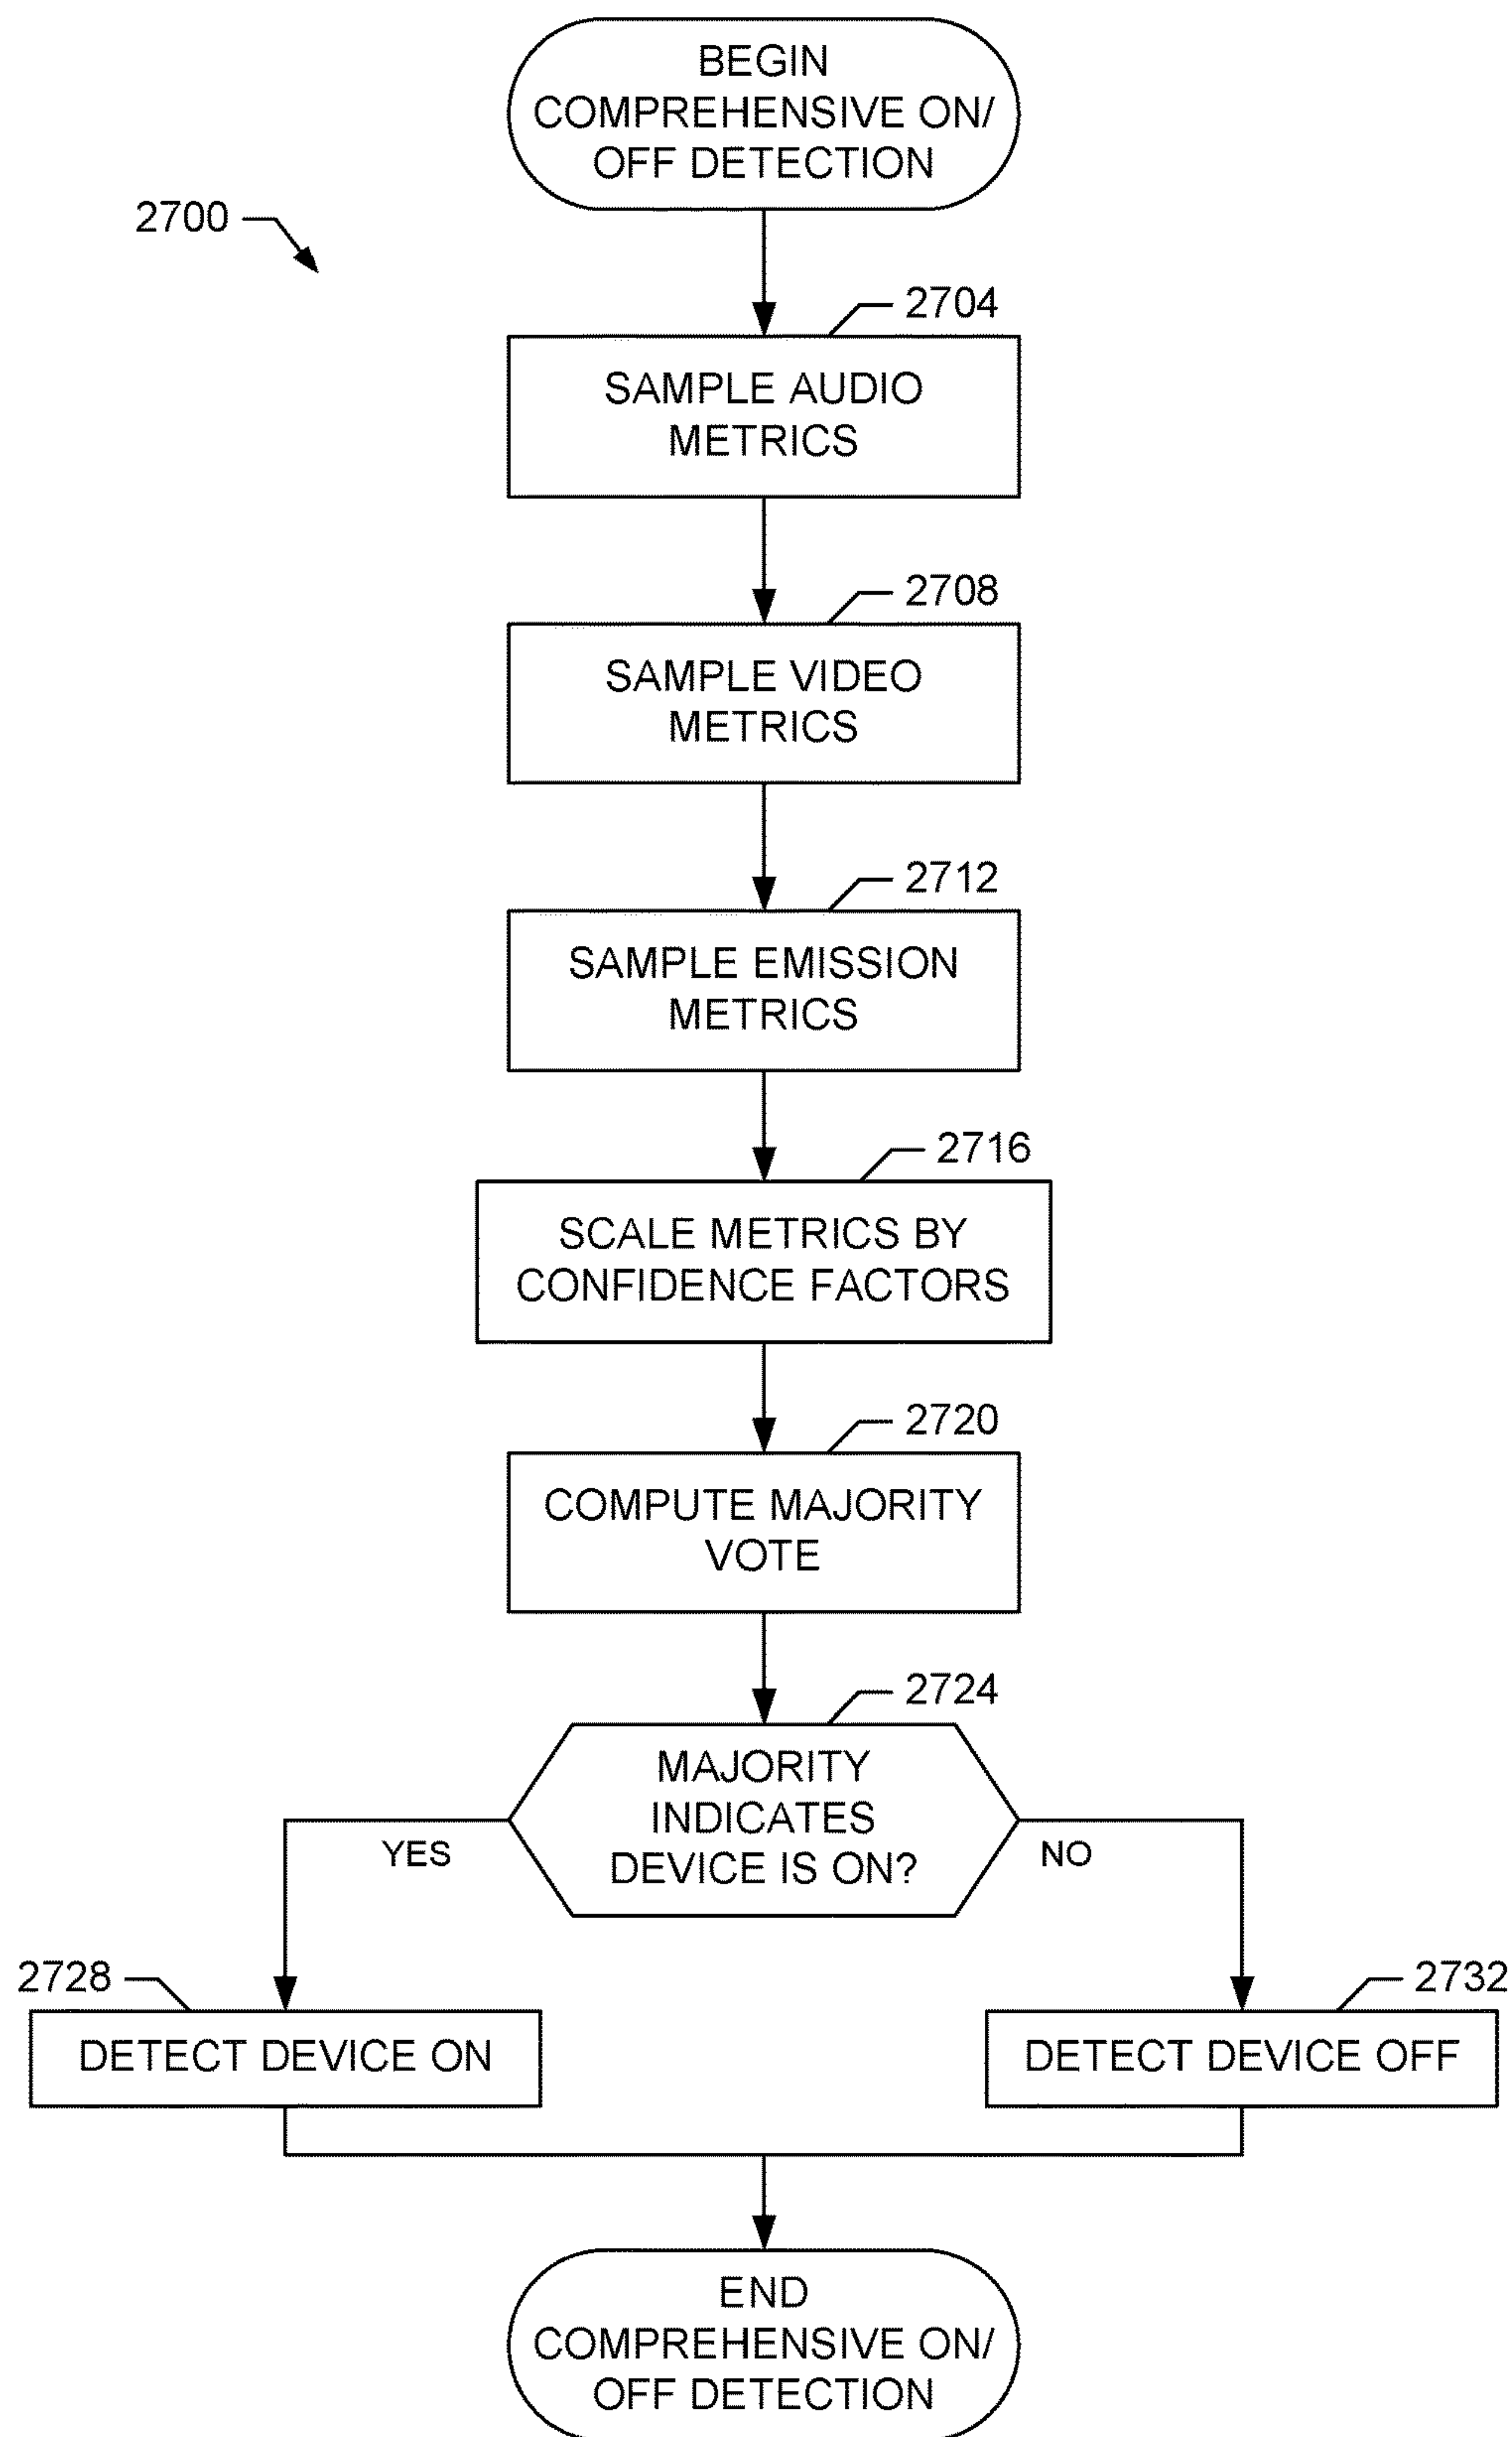 BEGIN
COMPREHENSIVE ON/
OFF DETECTION
2700
2704
SAMPLE AUDIO
METRICS
2708
SAMPLE VIDEO
METRICS
2712
SAMPLE EMISSION
METRICS
2716
SCALE METRICS BY
CONFIDENCE FACTORS
2720
COMPUTE MAJORITY
VOTE
2724
MAJORITY
INDICATES
DEVICE IS ON?
YES
NO
2728
DETECT DEVICE ON
2732
DETECT DEVICE OFF
END
COMPREHENSIVE ON/
OFF DETECTION